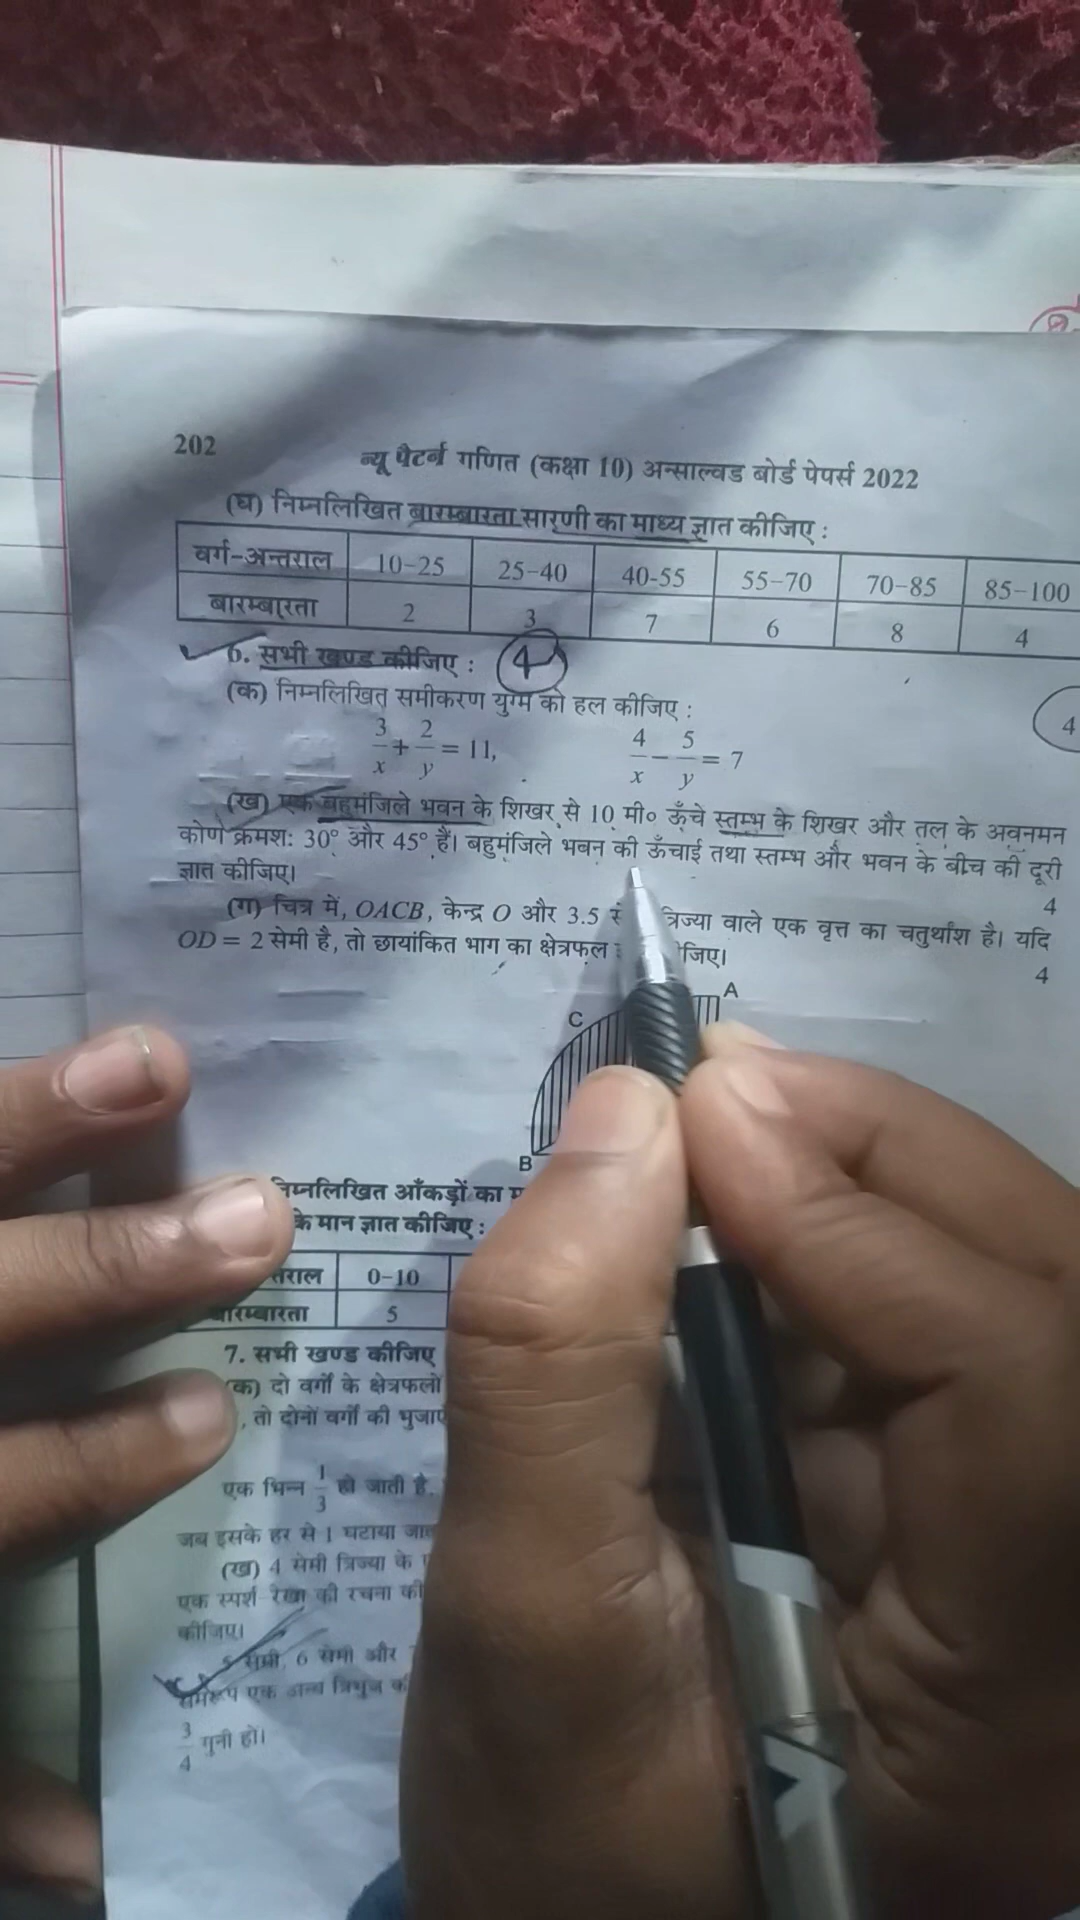 202
न्यू पैटर्न गणित (कक्षा 10) अन्साल्वड बोर्ड पेपर्स 2022
(घ) निम्नलिखित बारम्बारता सारणी का माध्य ज्ञात कीजिए :
वर्ग-अन्तराल 10-25 25-40 40-55 55-70 70-85 85-100
बारम्बारता 2 3 7 6 8 4
6. सभी खण्ड कीजिए : 4
(क) निम्नलिखित समीकरण युग्म को हल कीजिए : 4
3/x + 2/y = 11, 4/x - 5/y = 7
(ख) एक बहुमंजिले भवन के शिखर से 10 मी० ऊँचे स्तम्भ के शिखर और तल के अवनमन
कोण क्रमशः 30° और 45° हैं। बहुमंजिले भवन की ऊँचाई तथा स्तम्भ और भवन के बीच की दूरी
ज्ञात कीजिए। 4
(ग) चित्र में, OACB, केन्द्र O और 3.5 त्रिज्या वाले एक वृत्त का चतुर्थांश है। यदि
OD = 2 सेमी है, तो छायांकित भाग का क्षेत्रफल 4
A
C
B
निम्नलिखित आँकड़ों का
के मान ज्ञात कीजिए :
0-10
बारम्बारता 5
7. सभी खण्ड कीजिए
(क) दो वर्गों के क्षेत्रफलों
, तो दोनों वर्गों की
एक भिन्न 1/3 हो जाती है
जब इसके हर से 1 घटाया
(ख) 4 सेमी त्रिज्या के
एक स्पर्श रेखा की रचना
कीजिए।
5 सेमी, 6 सेमी और
समरूप एक अन्य त्रिभुज
3/4 गुनी हो।